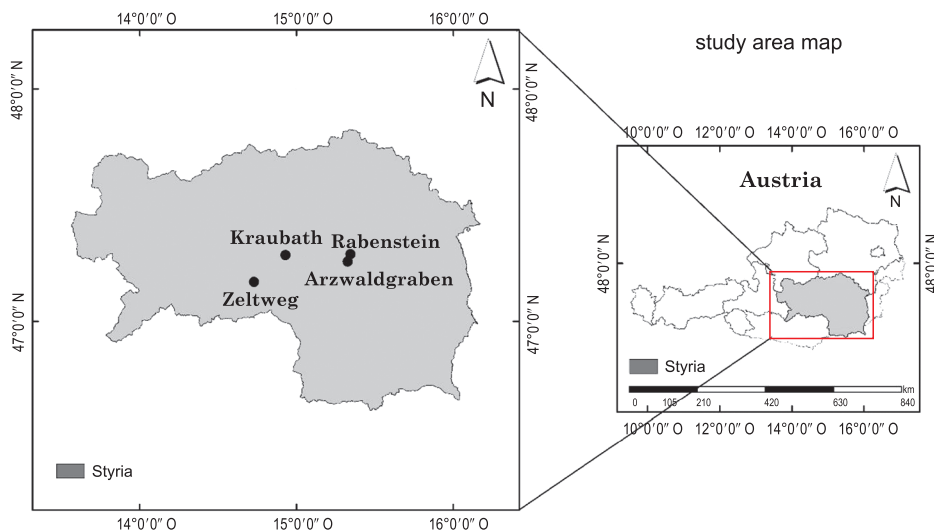 14°0'0" O 15°0'0" O 16°0'0" O
study area map
48°0'0" N
48°0'0" N
N
Kraubath
Rabenstein
Arzwaldgraben
Zeltweg
47°0'0" N
47°0'0" N
Styria
14°0'0" O 15°0'0" O 16°0'0" O
10°0'0" O 12°0'0" O 14°0'0" O 16°0'0" O
Austria
N
48°0'0" N
48°0'0" N
Styria
km
0 105 210 420 630 840
10°0'0" O 12°0'0" O 14°0'0" O 16°0'0" O